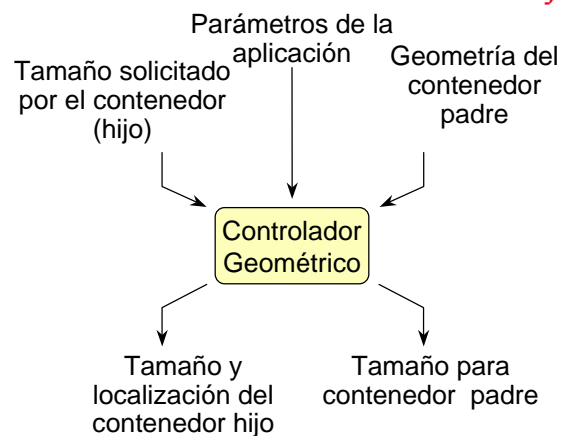 Parámetros de la
aplicación
Tamaño solicitado
por el contenedor
(hijo)
Geometría del
contenedor
padre
Controlador
Geométrico
Tamaño y
localización del
contenedor hijo
Tamaño para
contenedor padre